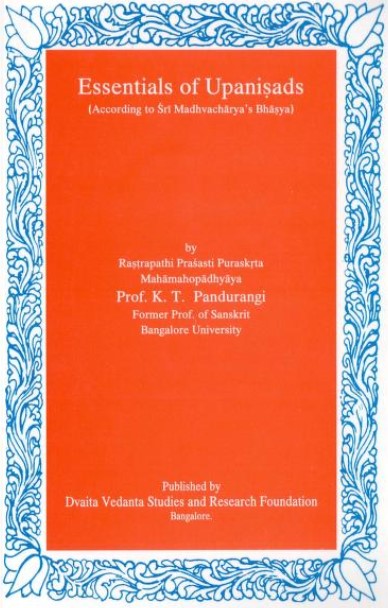 Essentials of Upaniṣads
(According to Śrī Madhvachārya's Bhāṣya)
by
Raṣtrapathi Praśasti Puraskṛta
Mahāmahopādhyāya
Prof. K. T. Pandurangi
Former Prof. of Sanskrit
Bangalore University
Published by
Dvaita Vedanta Studies and Research Foundation
Bangalore.